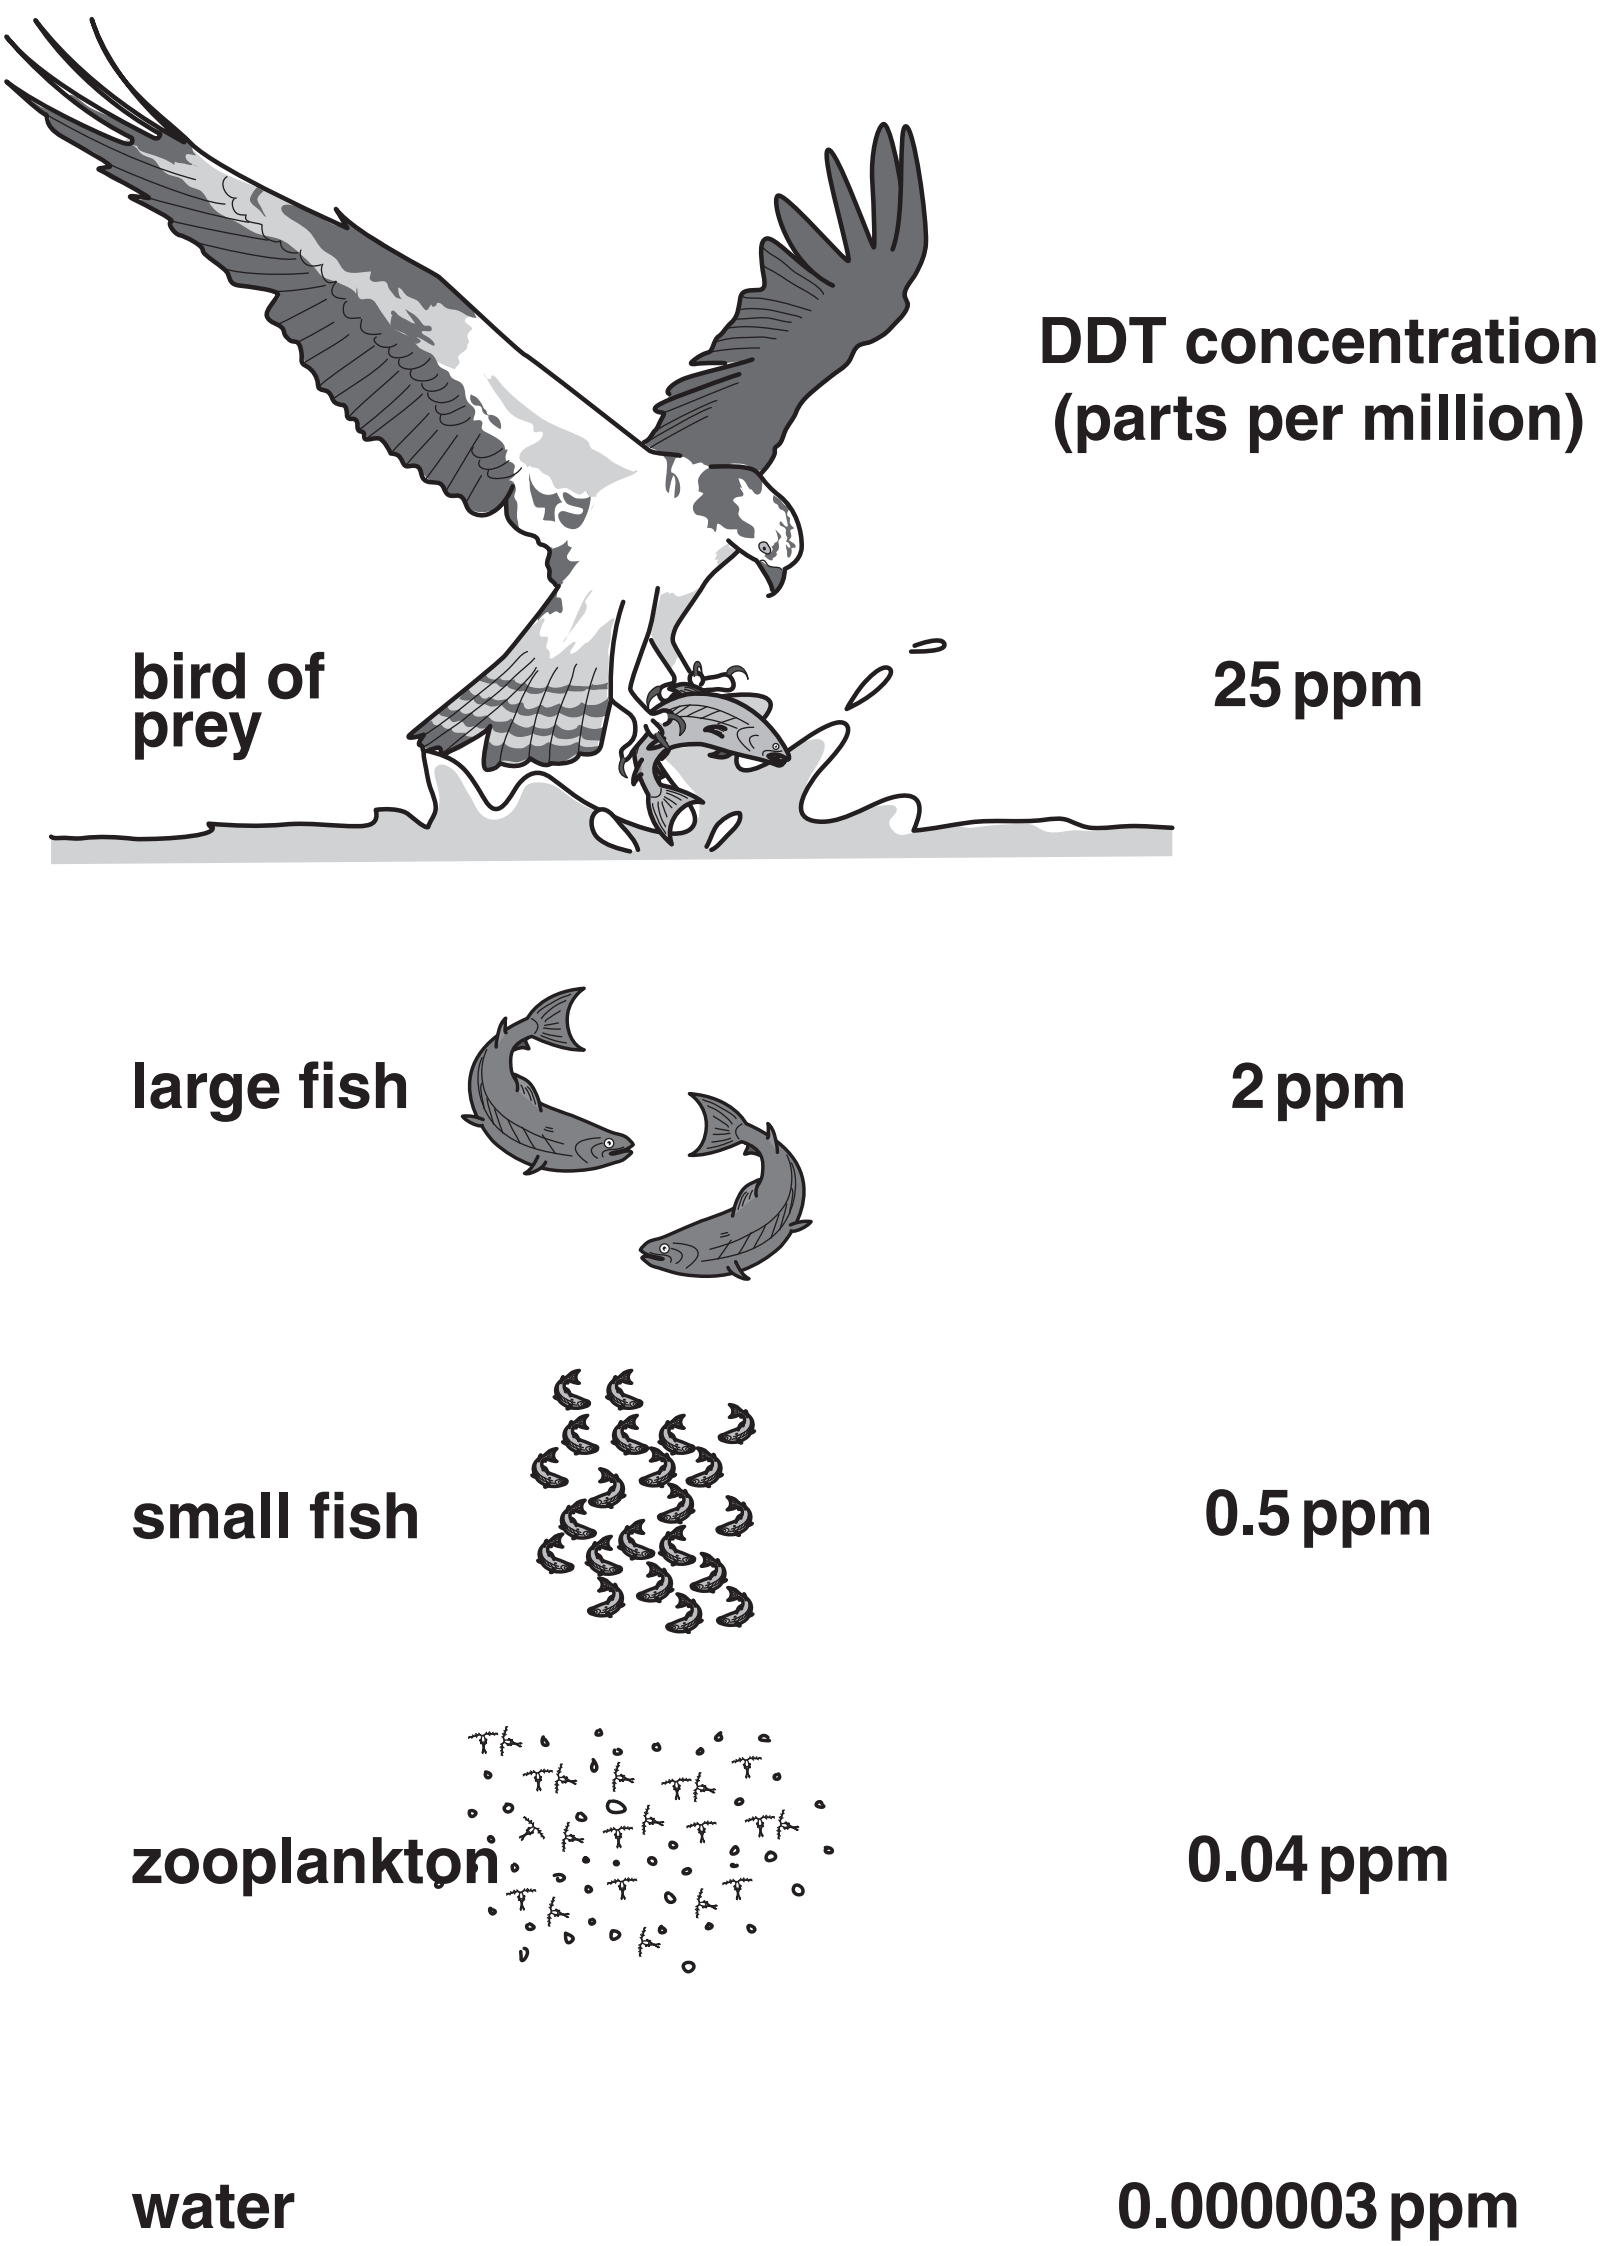 DDT concentration
(parts per million)
bird of
prey
25 ppm
large fish
2 ppm
small fish
0.5 ppm
zooplankton
0.04 ppm
water
0.000003 ppm